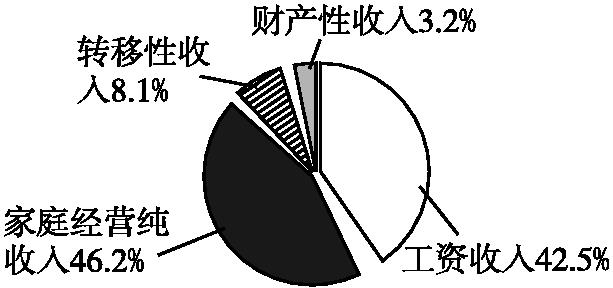 财产性收入3.2%
转移性收
入8.1%
家庭经营纯
收入46.2%
工资收入42.5%